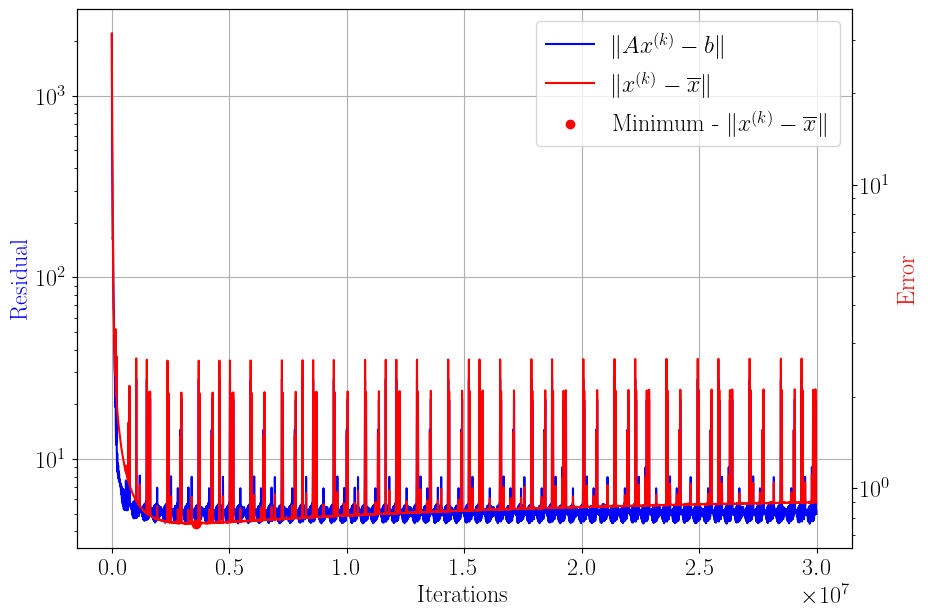 ‖Ax^(k) − b‖
‖x^(k) − x̅‖
Minimum - ‖x^(k) − x̅‖
10^3
10^2
10^1
Residual
10^1
10^0
Error
0.0 0.5 1.0 1.5 2.0 2.5 3.0
Iterations
×10^7